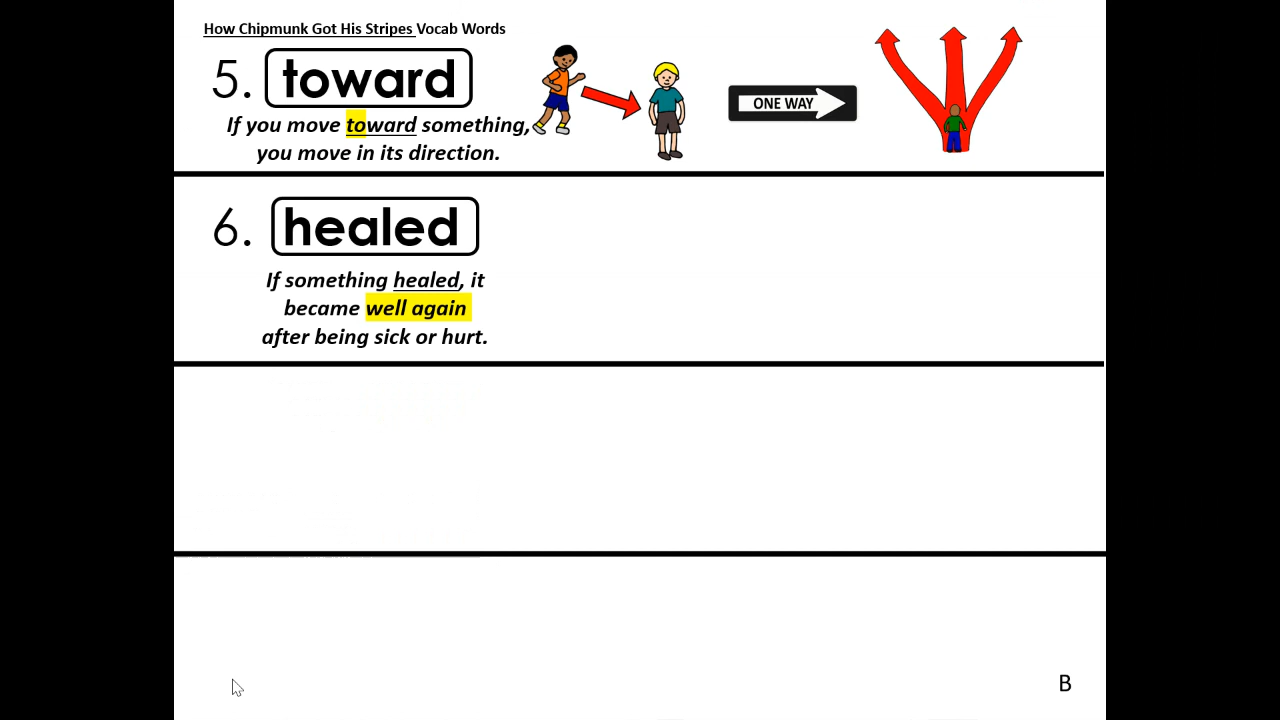 How Chipmunk Got His Stripes Vocab Words
5. toward
If you move toward something,
you move in its direction.
ONE WAY
6. healed
If something healed, it
became well again
after being sick or hurt.
B